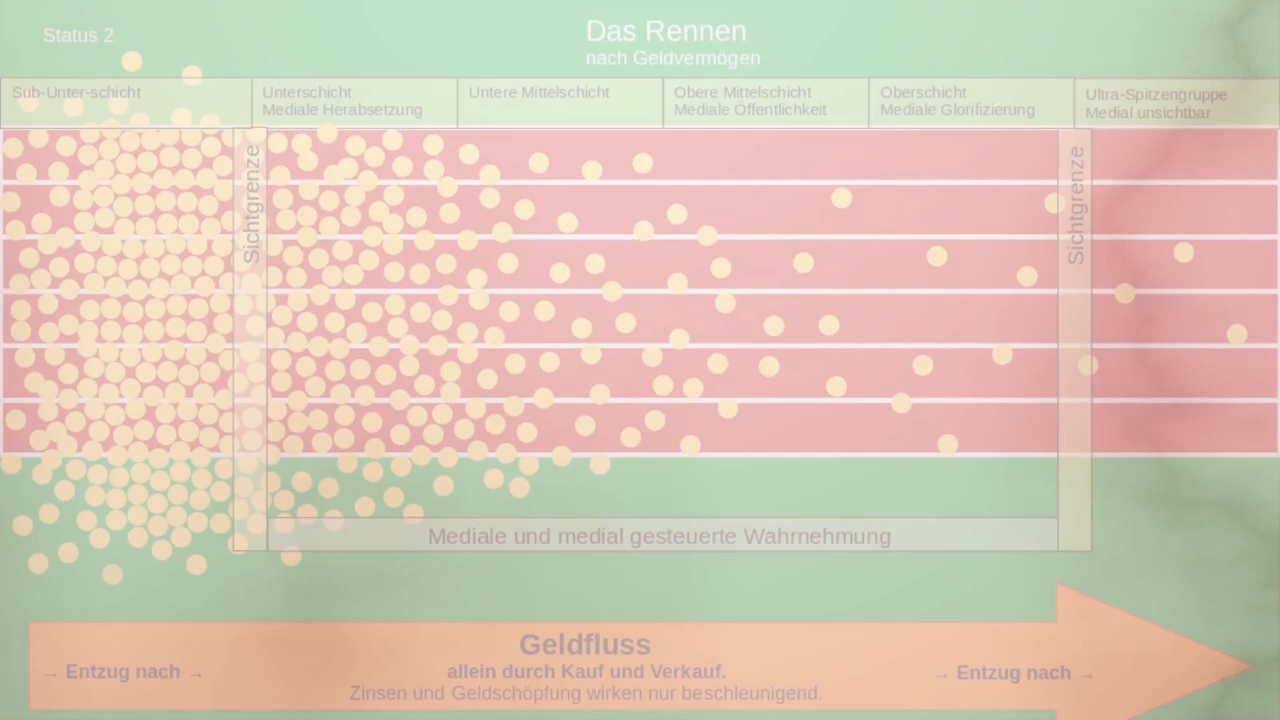 Status 2
Das Rennen
nach Geldvermögen
Sub-Unter-schicht
Unterschicht
Mediale Herabsetzung
Untere Mittelschicht
Obere Mittelschicht
Mediale Öffentlichkeit
Oberschicht
Mediale Glorifizierung
Ultra-Spitzengruppe
Medial unsichtbar
Sichtgrenze
Sichtgrenze
Mediale und medial gesteuerte Wahrnehmung
Geldfluss
→ Entzug nach →
allein durch Kauf und Verkauf.
→ Entzug nach →
Zinsen und Geldschöpfung wirken nur beschleunigend.